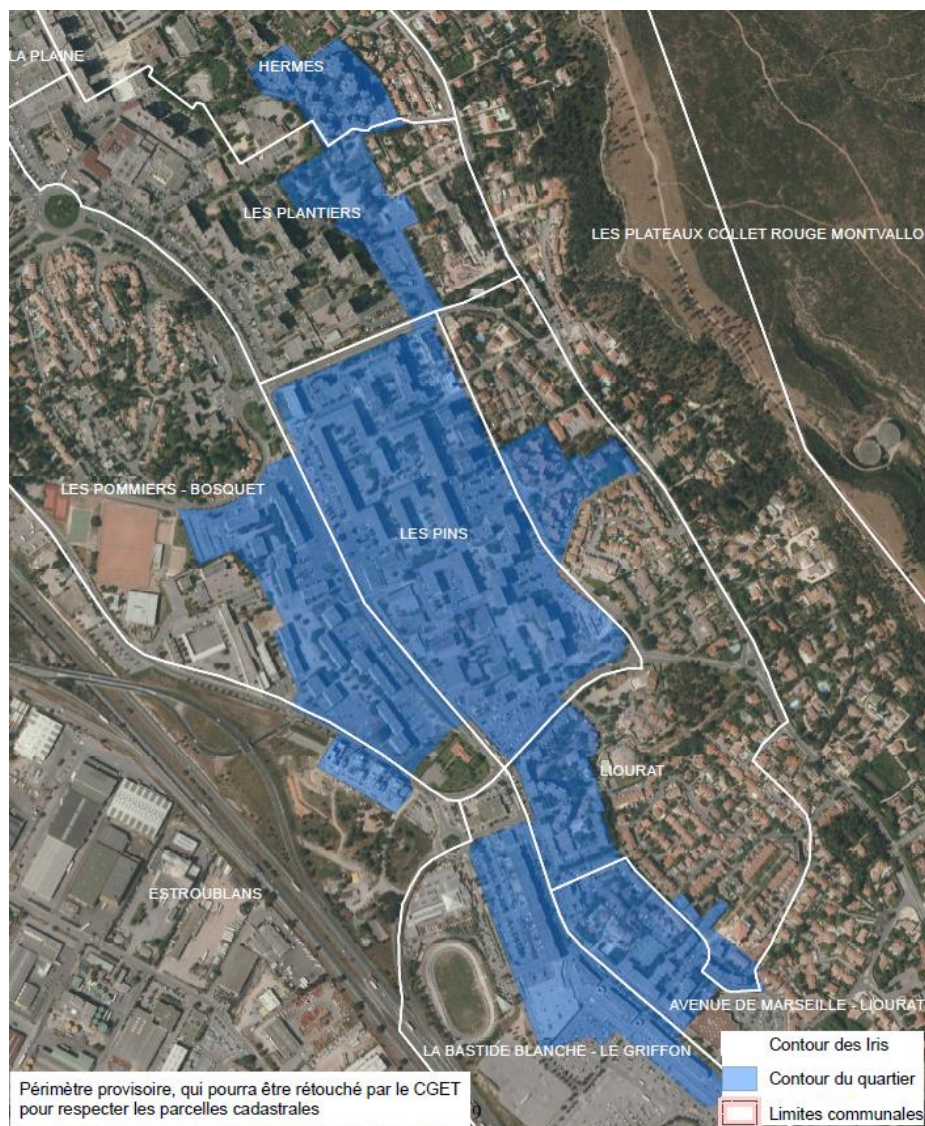 LA PLAINE
HERMES
LES PLANTIERS
LES PLATEAUX COLLET ROUGE MONTVALLO
LES POMMIERS - BOSQUET
LES PINS
LIOURAT
ESTROUBLANS
AVENUE DE MARSEILLE - LIOURAT
LA BASTIDE BLANCHE - LE GRIFFON
Contour des Iris
Contour du quartier
Limites communales
Périmètre provisoire, qui pourra être rétouché par le CGET
pour respecter les parcelles cadastrales
9